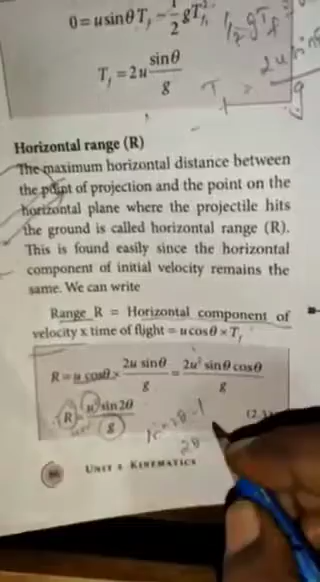 0 = u sinθ T_f − 1/2 gT_f²
T_f = 2u sinθ/g
Horizontal range (R)
The maximum horizontal distance between
the point of projection and the point on the
horizontal plane where the projectile hits
the ground is called horizontal range (R).
This is found easily since the horizontal
component of initial velocity remains the
same. We can write
Range R = Horizontal component of
velocity x time of flight = u cosθ × T_f
R = u cosθ × 2u sinθ/g = 2u² sinθ cosθ/g
R = u² sin2θ/g
UNIT 2 KINEMATICS